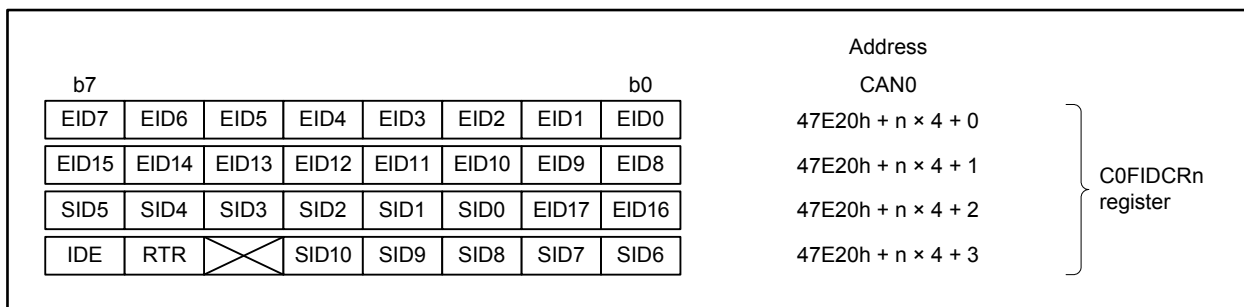 Address
b7 b0 CAN0
EID7 EID6 EID5 EID4 EID3 EID2 EID1 EID0 47E20h + n × 4 + 0
EID15 EID14 EID13 EID12 EID11 EID10 EID9 EID8 47E20h + n × 4 + 1
SID5 SID4 SID3 SID2 SID1 SID0 EID17 EID16 47E20h + n × 4 + 2
IDE RTR SID10 SID9 SID8 SID7 SID6 47E20h + n × 4 + 3
C0FIDCRn
register